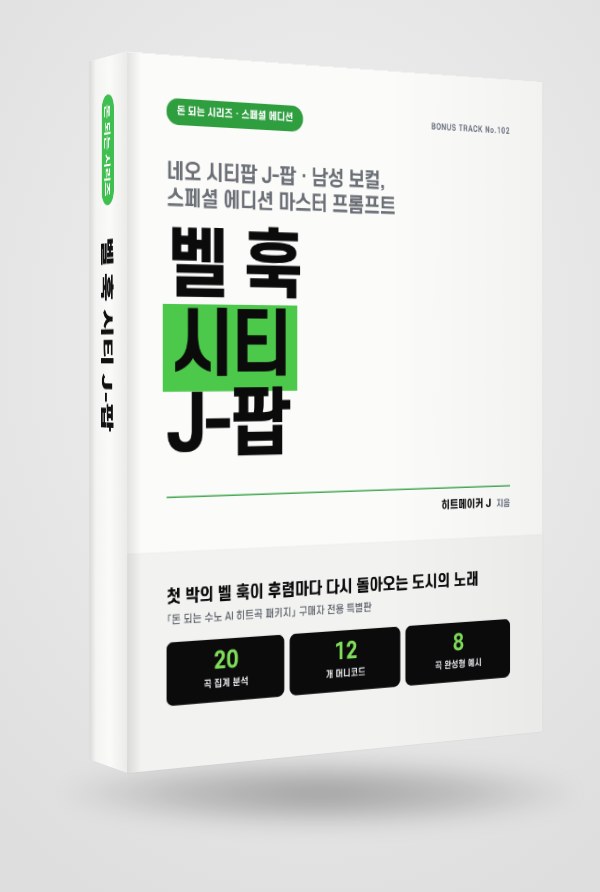 돈 되는 시리즈
벨 훅 시티 J-팝
돈 되는 시리즈 · 스페셜 에디션
BONUS TRACK No.102
네오 시티팝 J-팝 · 남성 보컬,
스페셜 에디션 마스터 프롬프트
벨 훅
시티
J-팝
히트메이커 J 지음
첫 박의 벨 훅이 후렴마다 다시 돌아오는 도시의 노래
「돈 되는 수노 AI 히트곡 패키지」 구매자 전용 특별판
20
곡 집계 분석
12
개 머니코드
8
곡 완성형 예시